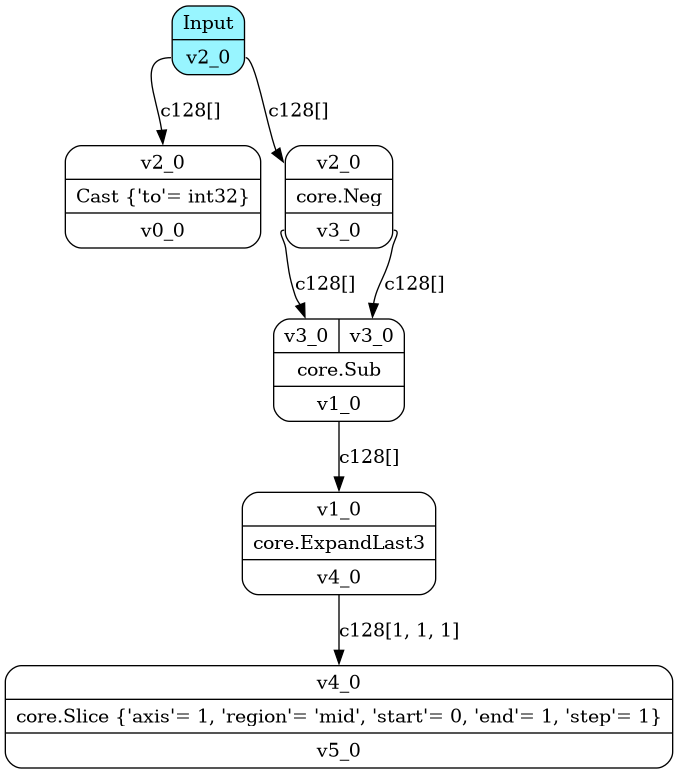 Input
v2_0
c128[]
c128[]
v2_0
Cast {'to'= int32}
v0_0
v2_0
core.Neg
v3_0
c128[]
c128[]
v3_0 v3_0
core.Sub
v1_0
c128[]
v1_0
core.ExpandLast3
v4_0
c128[1, 1, 1]
v4_0
core.Slice {'axis'= 1, 'region'= 'mid', 'start'= 0, 'end'= 1, 'step'= 1}
v5_0